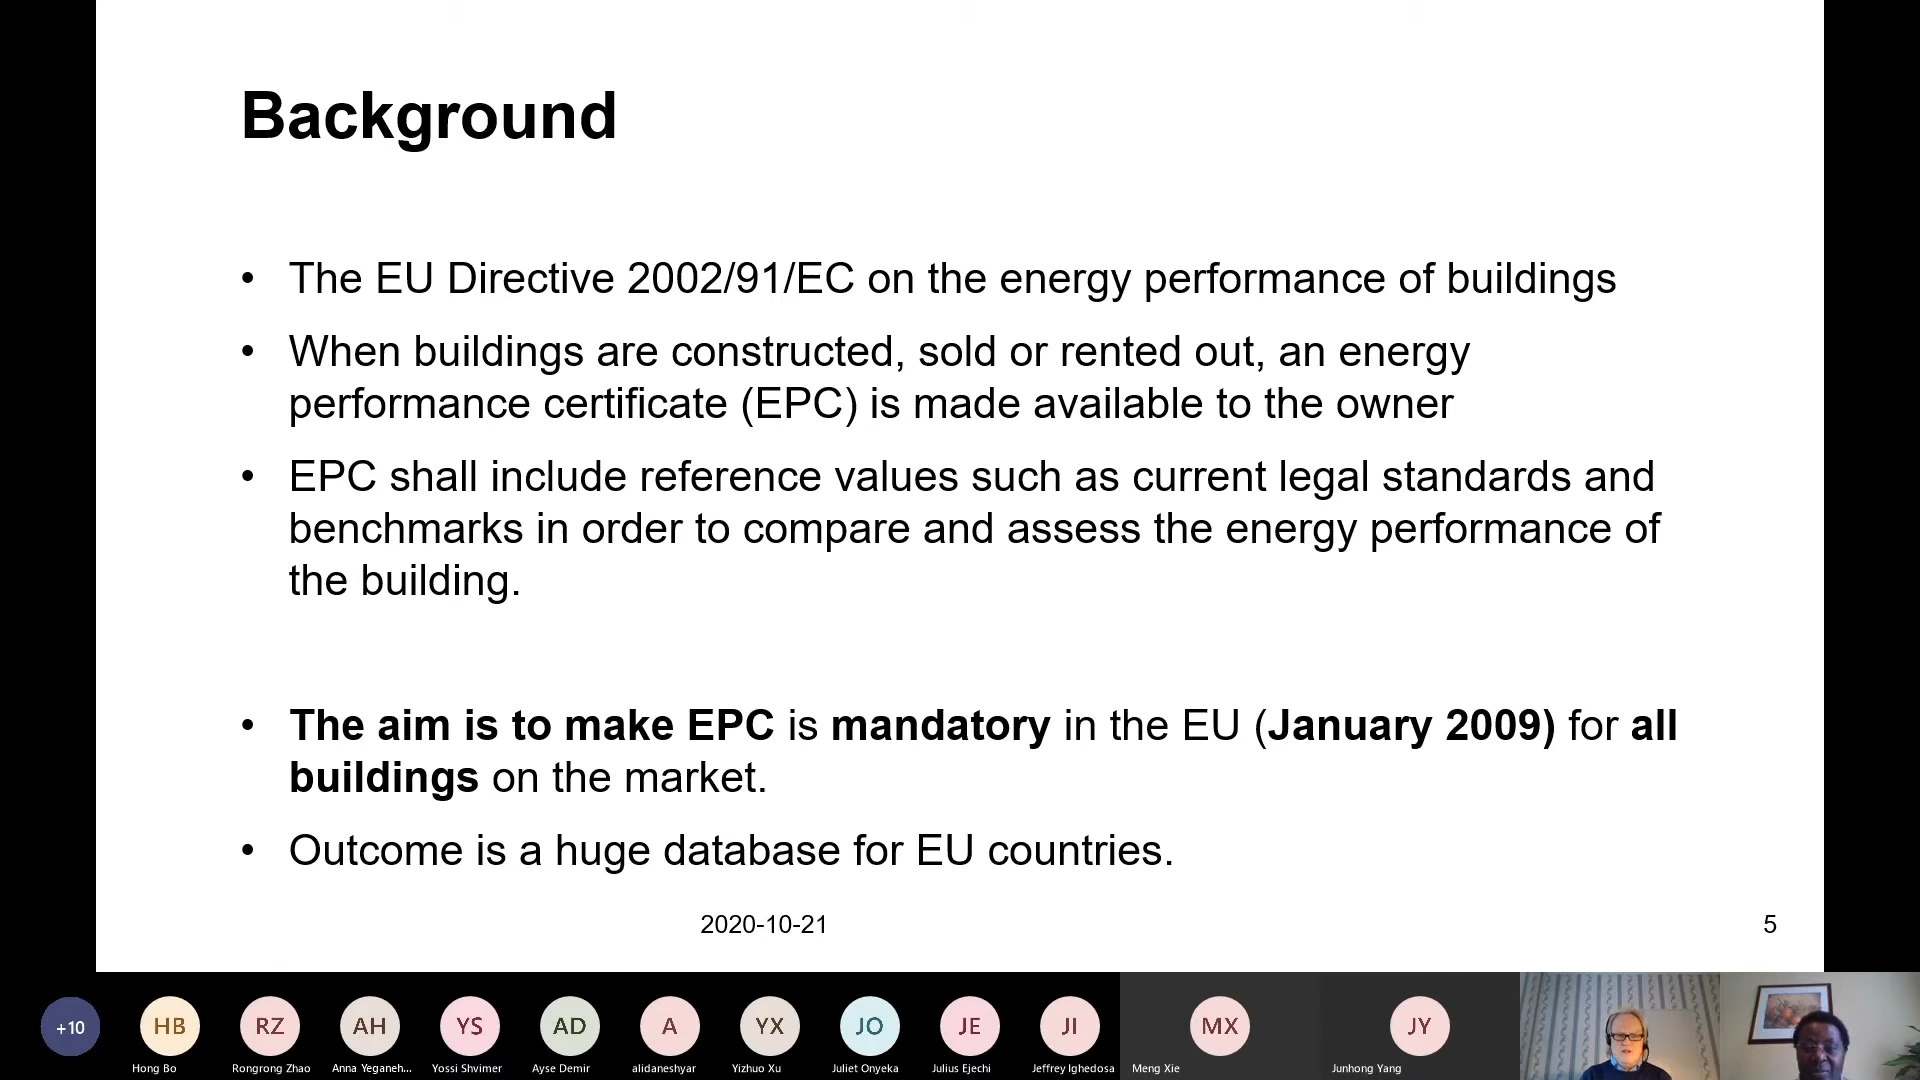 Background
• The EU Directive 2002/91/EC on the energy performance of buildings
• When buildings are constructed, sold or rented out, an energy
performance certificate (EPC) is made available to the owner
• EPC shall include reference values such as current legal standards and
benchmarks in order to compare and assess the energy performance of
the building.
• The aim is to make EPC is mandatory in the EU (January 2009) for all
buildings on the market.
• Outcome is a huge database for EU countries.
2020-10-21
5
+10
HB
RZ
AH
YS
AD
A
YX
JO
JE
JI
MX
JY
Hong Bo
Rongrong Zhao
Anna Yeganeh...
Yossi Shvimer
Ayse Demir
alidaneshyar
Yizhuo Xu
Juliet Onyeka
Julius Ejechi
Jeffrey Ighedosa
Meng Xie
Junhong Yang